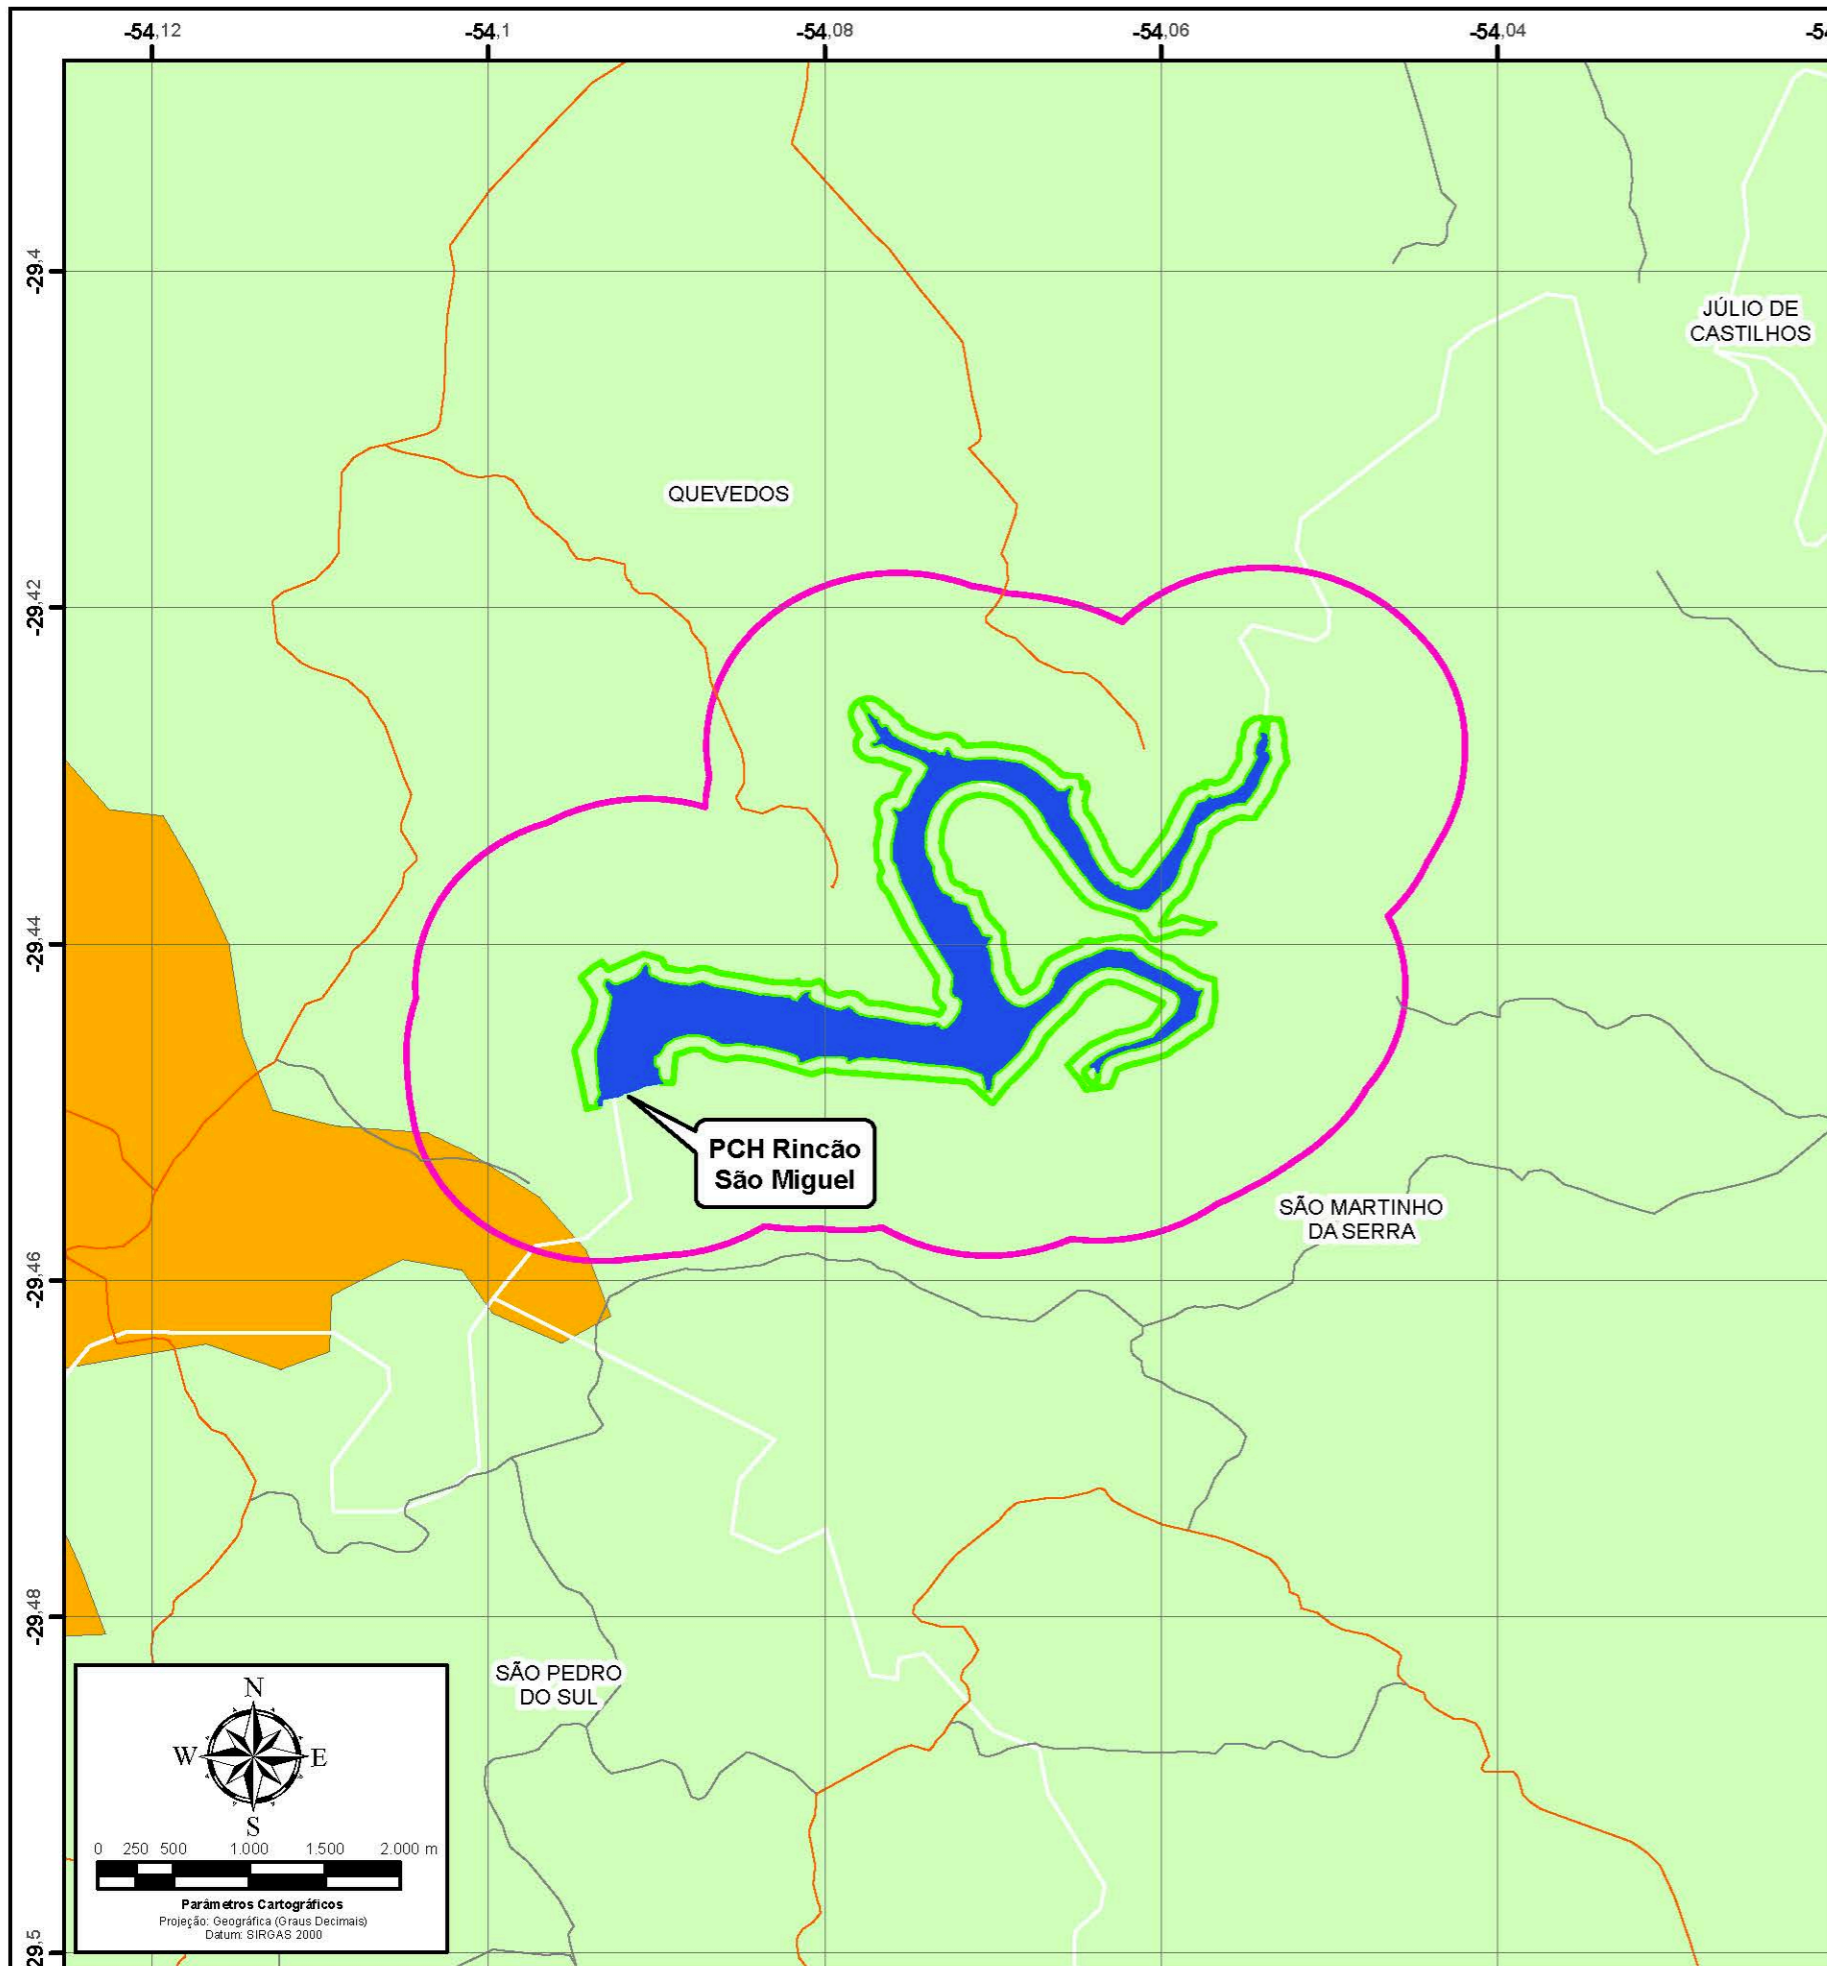 -54,12
-54,1
-54,08
-54,06
-54,04
-29,4
-29,42
-29,44
-29,46
-29,48
JÚLIO DE
CASTILHOS
QUEVEDOS
PCH Rincão
São Miguel
SÃO MARTINHO
DA SERRA
SÃO PEDRO
DO SUL
N
W E
S
0 250 500 1.000 1.500 2.000 m
Parâmetros Cartográficos
Projeção: Geográfica (Graus Decimais)
Datum: SIRGAS 2000